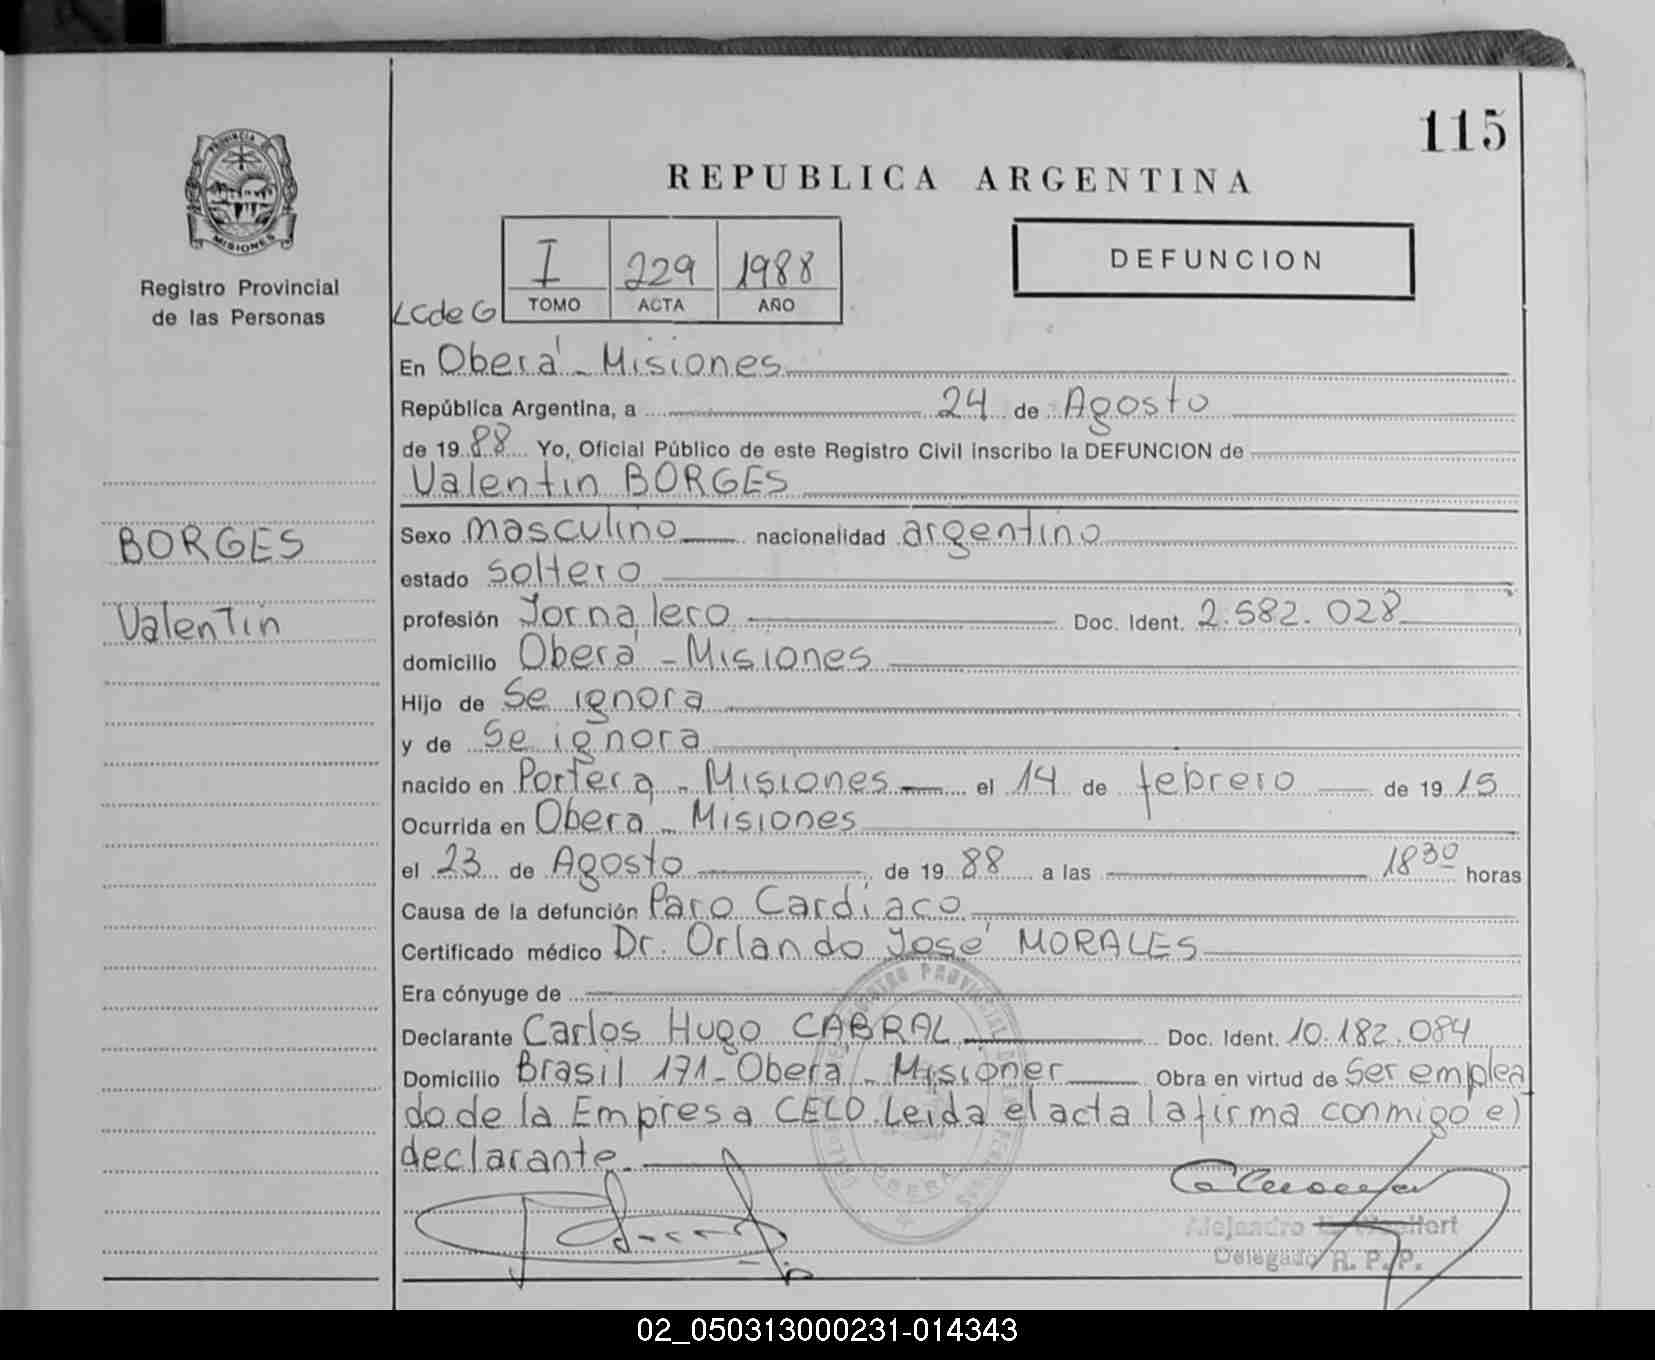 115
REPUBLICA ARGENTINA
PROVINCIA
MISIONES
Registro Provincial
de las Personas
I 229 1988
TOMO ACTA AÑO
DEFUNCION
LCdeG
En Oberá - Misiones
República Argentina, a 24 de Agosto
de 1988 Yo, Oficial Público de este Registro Civil inscribo la DEFUNCION de
Valentin BORGES
BORGES
Valentin
Sexo masculino nacionalidad argentino
estado soltero
profesión Jornalero Doc. Ident. 2.582.028
domicilio Oberá - Misiones
Hijo de Se ignora
y de Se ignora
nacido en - Misiones el 14 de febrero de 1915
Ocurrida en Oberá - Misiones
el 23 de Agosto de 1988 a las 1830 horas
Causa de la defunción Paro Cardíaco
Certificado médico Dr. Orlando José MORALES
Era cónyuge de
Declarante Carlos Hugo CABRAL Doc. Ident. 10.182.084
Domicilio Brasil 171 - Oberá - Misioner Obra en virtud de Ser emplea
do de la Empresa CELO. Leida el acta la firma conmigo el
declarante.
OBERA
Alejandro
Delegado R. P. P.
02_050313000231-014343